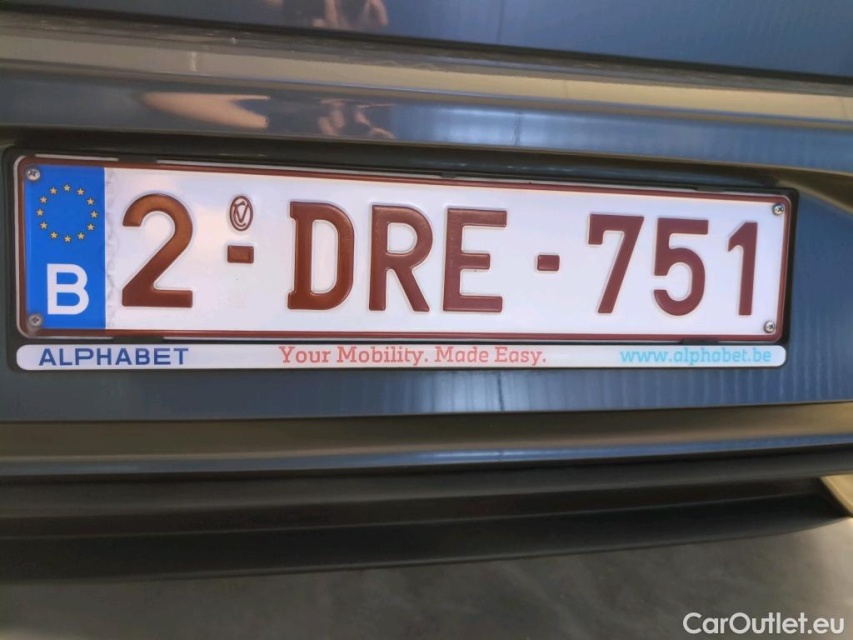 B 2-DRE-751
ALPHABET Your Mobility. Made Easy. www.alphabet.be
CarOutlet.eu